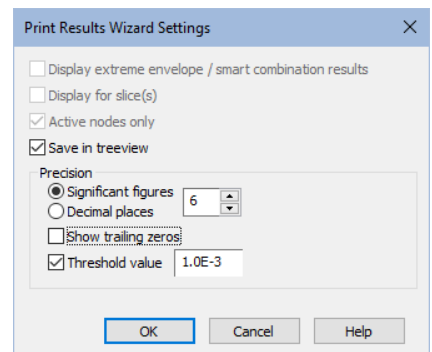 Print Results Wizard Settings
Display extreme envelope / smart combination results
Display for slice(s)
Active nodes only
Save in treeview
Precision
Significant figures
6
Decimal places
Show trailing zeros
Threshold value 1.0E-3
OK Cancel Help